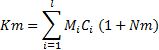 Km = \sum_{i=1}^{l} M_i C_i (1 + Nm)